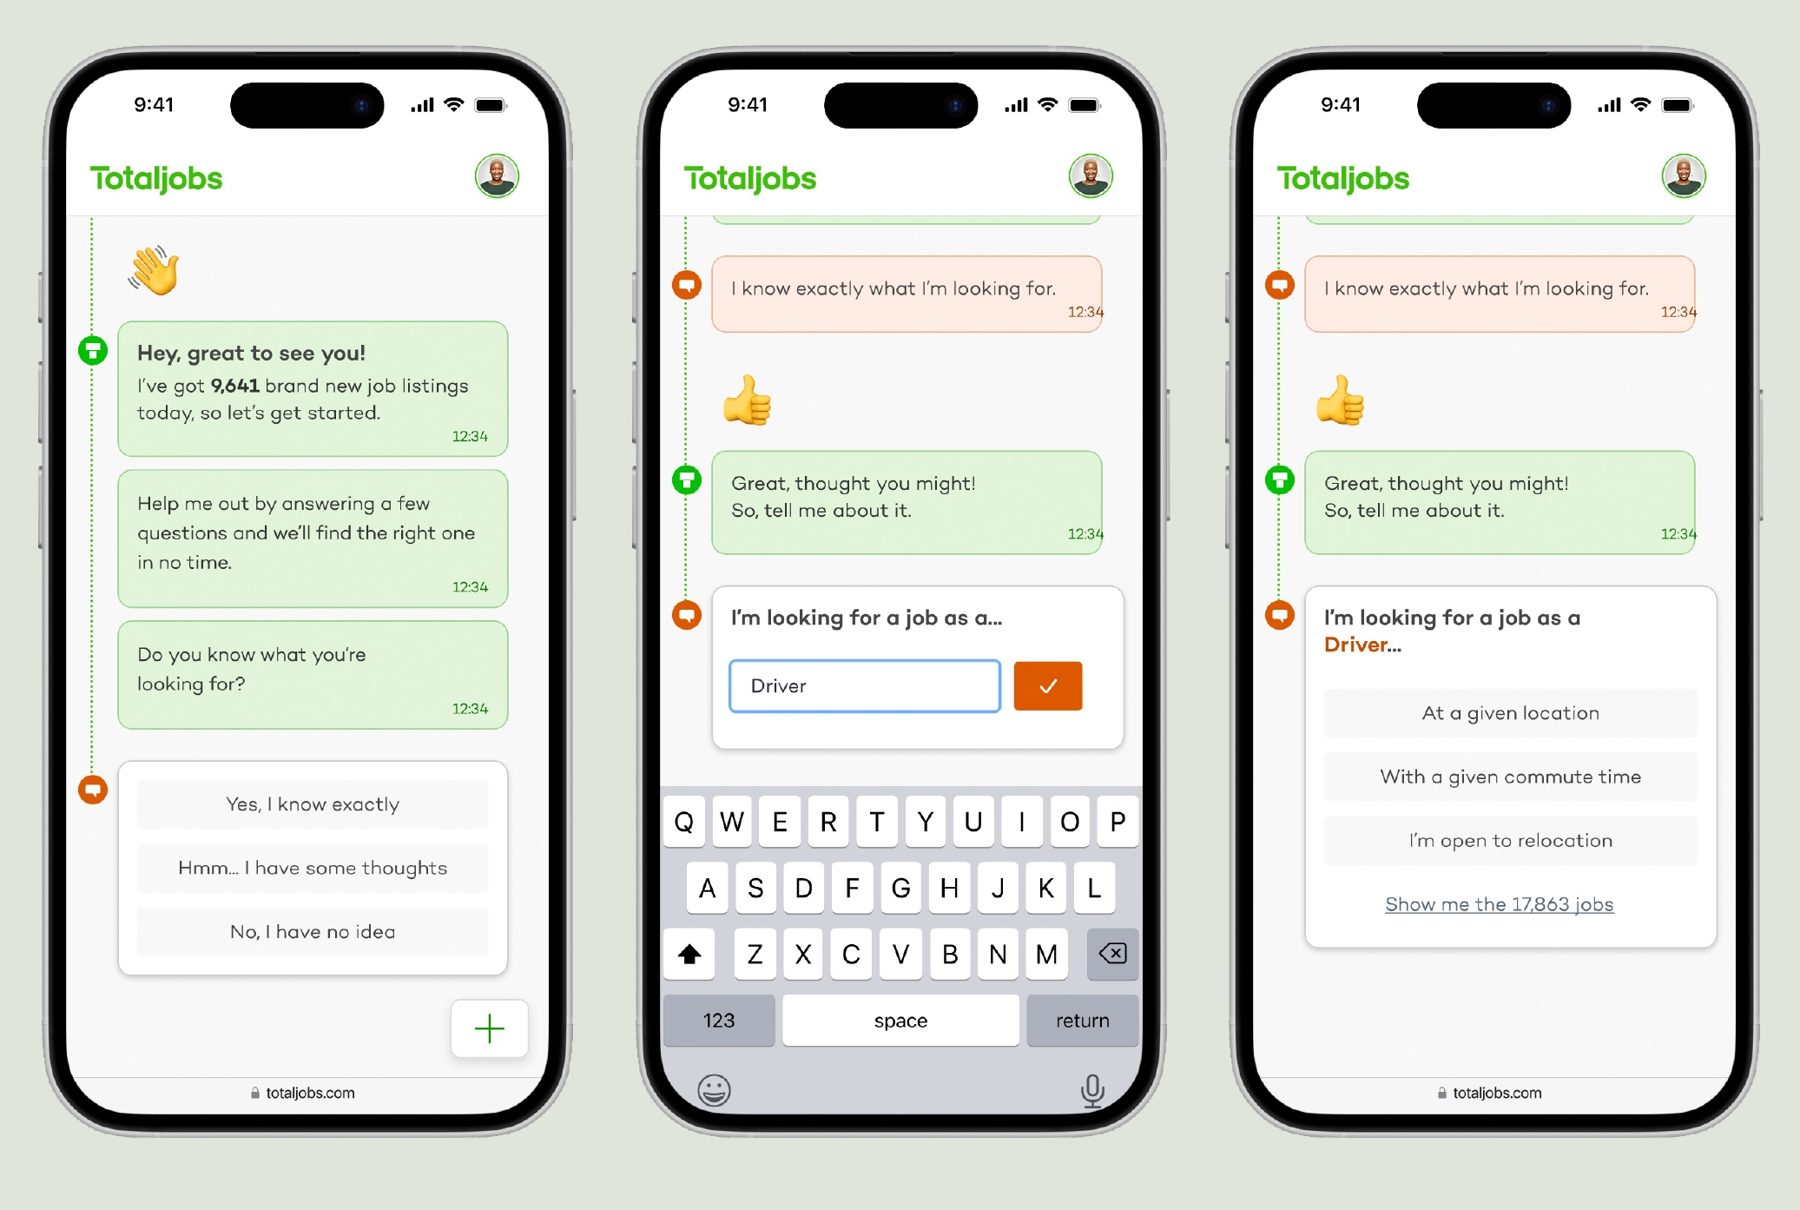 9:41
Totaljobs
Hey, great to see you!
I've got 9,641 brand new job listings
today, so let's get started.
12:34
Help me out by answering a few
questions and we'll find the right one
in no time.
12:34
Do you know what you're
looking for?
12:34
Yes, I know exactly
Hmm... I have some thoughts
No, I have no idea
totaljobs.com
9:41
Totaljobs
I know exactly what I'm looking for.
12:34
Great, thought you might!
So, tell me about it.
12:34
I'm looking for a job as a...
Driver
Q W E R T Y U I O P
A S D F G H J K L
Z X C V B N M
123 space return
9:41
Totaljobs
I know exactly what I'm looking for.
12:34
Great, thought you might!
So, tell me about it.
12:34
I'm looking for a job as a
Driver...
At a given location
With a given commute time
I'm open to relocation
Show me the 17,863 jobs
totaljobs.com